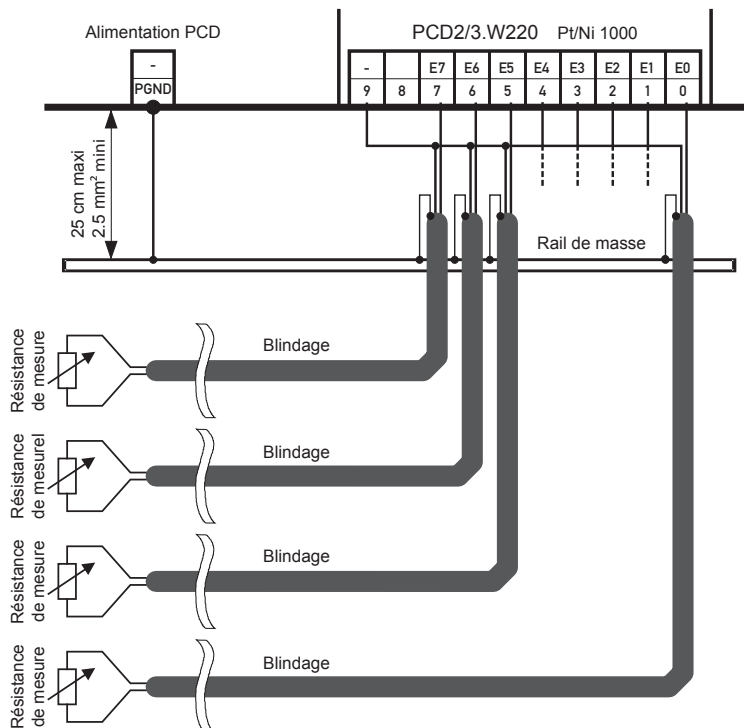 Alimentation PCD
PCD2/3.W220 Pt/Ni 1000
- - E7 E6 E5 E4 E3 E2 E1 E0
PGND 9 8 7 6 5 4 3 2 1 0
25 cm maxi
2.5 mm² mini
Rail de masse
Résistance
de mesure
Blindage
Résistance
de mesurel
Blindage
Résistance
de mesure
Blindage
Résistance
de mesure
Blindage